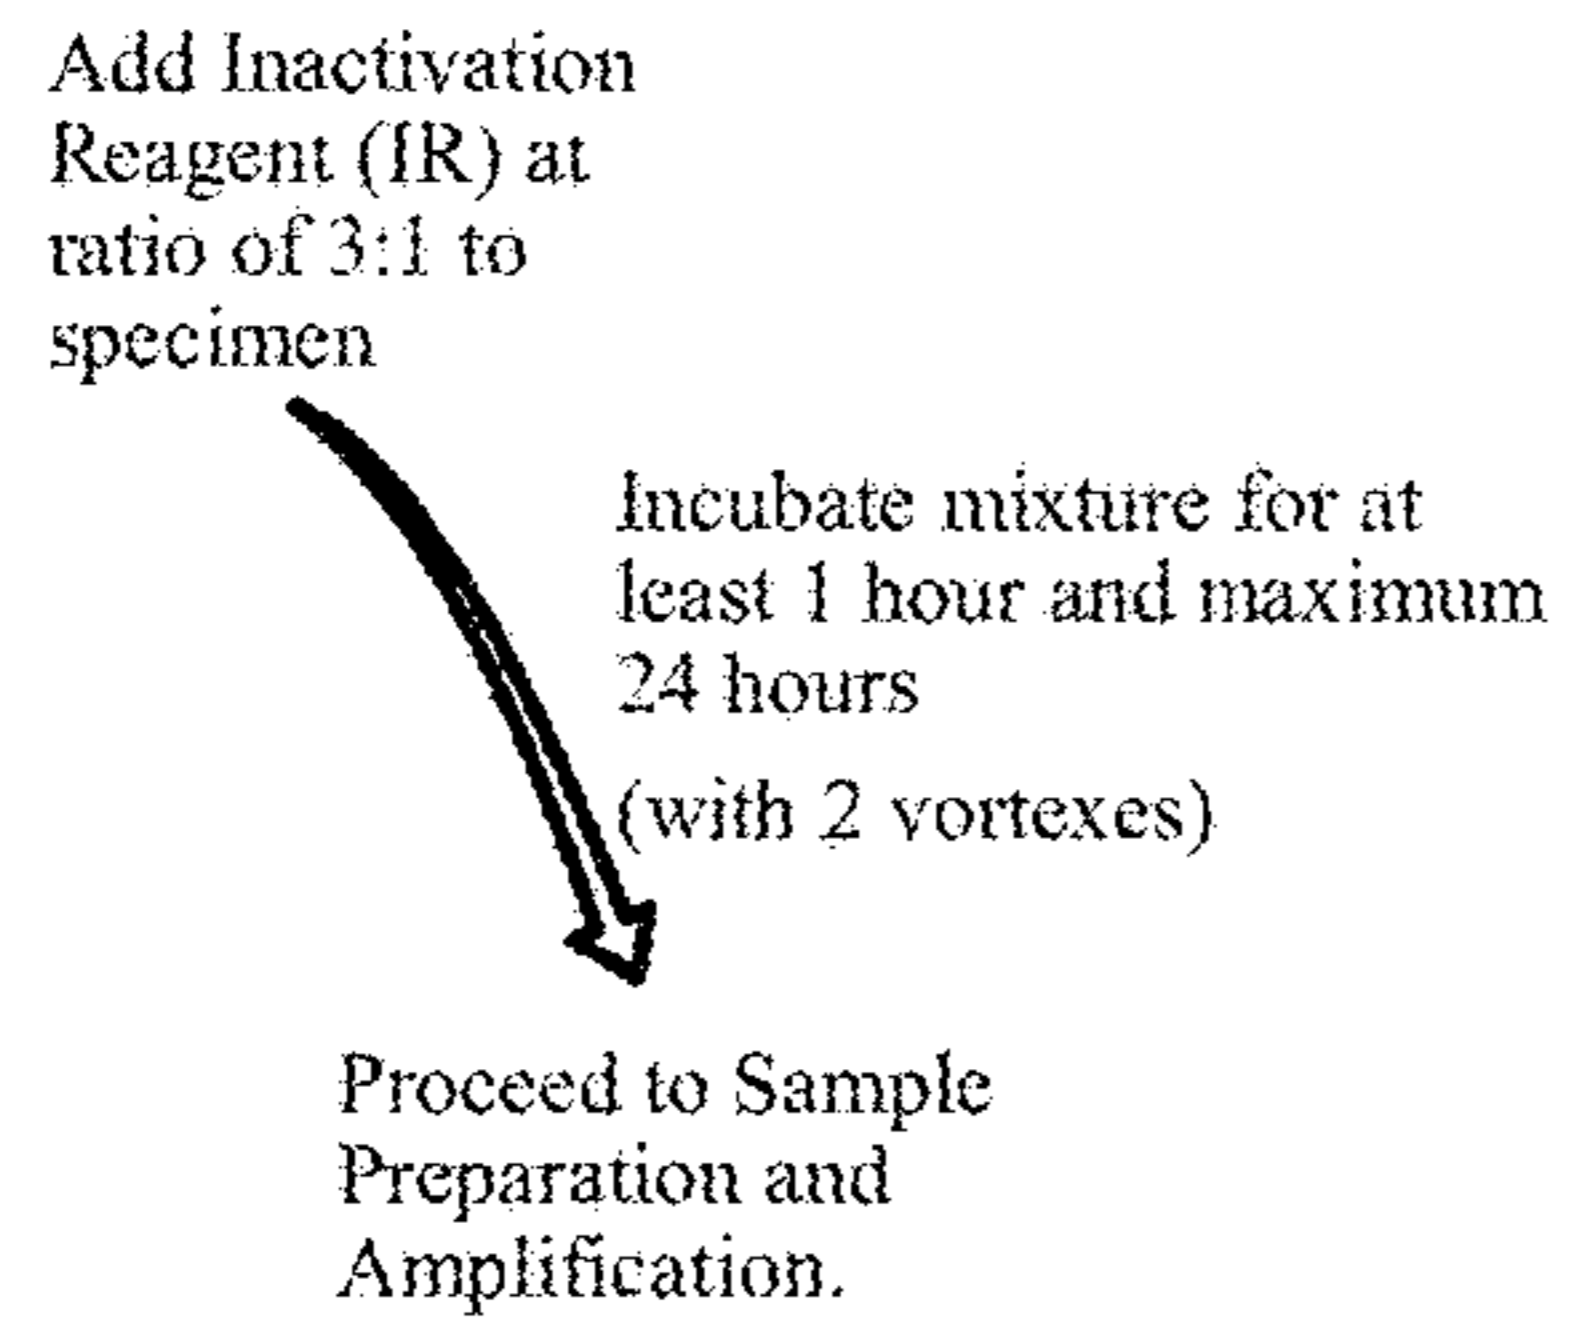 Add Inactivation
Reagent (IR) at
ratio of 3:1 to
specimen
Incubate mixture for at
least 1 hour and maximum
24 hours
(with 2 vortexes)
Proceed to Sample
Preparation and
Amplification.